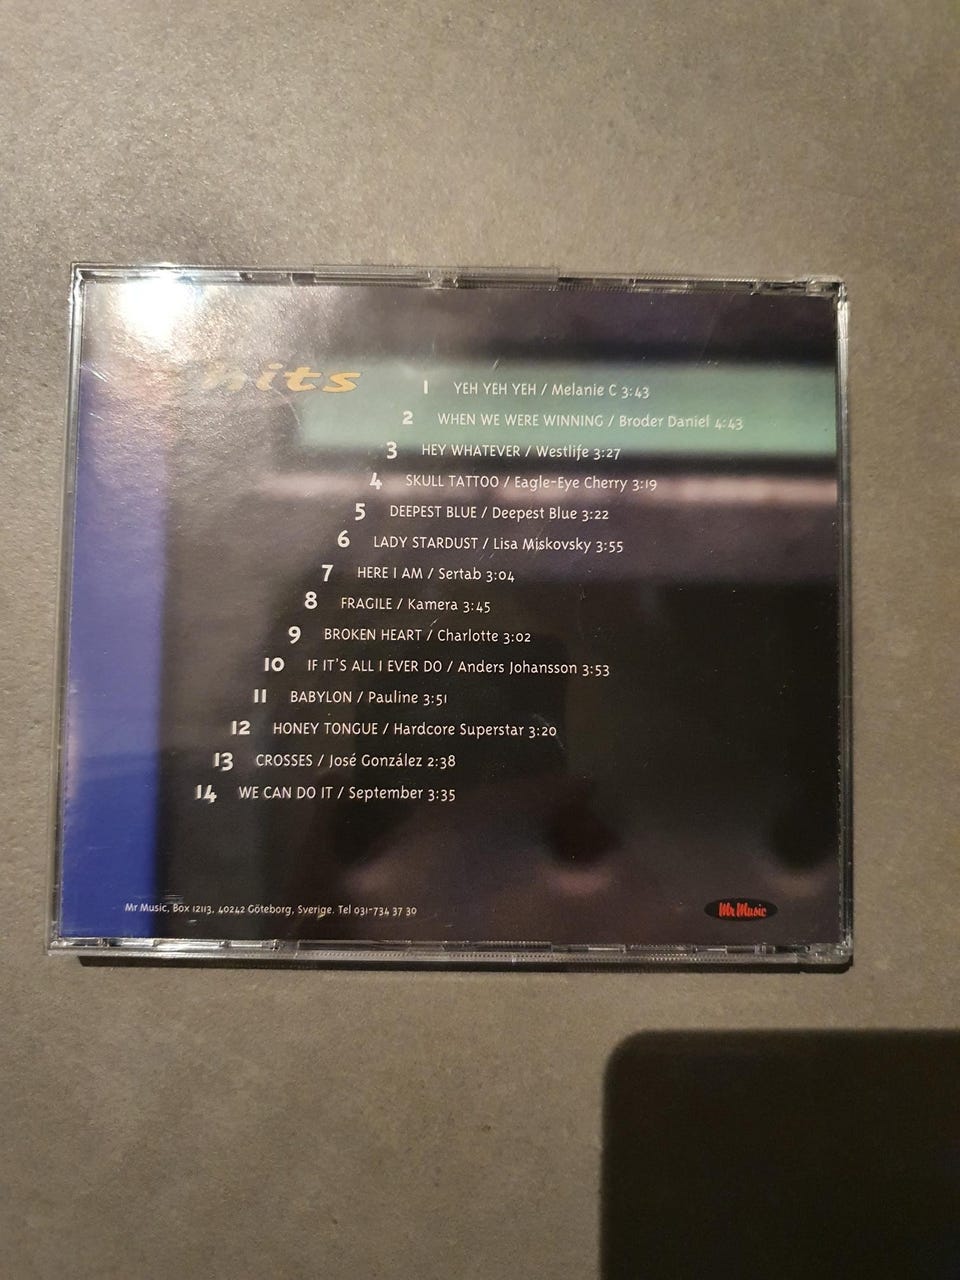 hits
1 YEH YEH YEH / Melanie C 3:43
2 WHEN WE WERE WINNING / Broder Daniel 4:43
3 HEY WHATEVER / Westlife 3:27
4 SKULL TATTOO / Eagle-Eye Cherry 3:19
5 DEEPEST BLUE / Deepest Blue 3:22
6 LADY STARDUST / Lisa Miskovsky 3:55
7 HERE I AM / Sertab 3:04
8 FRAGILE / Kamera 3:45
9 BROKEN HEART / Charlotte 3:02
10 IF IT'S ALL I EVER DO / Anders Johansson 3:53
11 BABYLON / Pauline 3:51
12 HONEY TONGUE / Hardcore Superstar 3:20
13 CROSSES / José González 2:38
14 WE CAN DO IT / September 3:35
Mr Music, Box 12113, 40242 Göteborg, Sverige. Tel 031-734 37 30
Mr Music